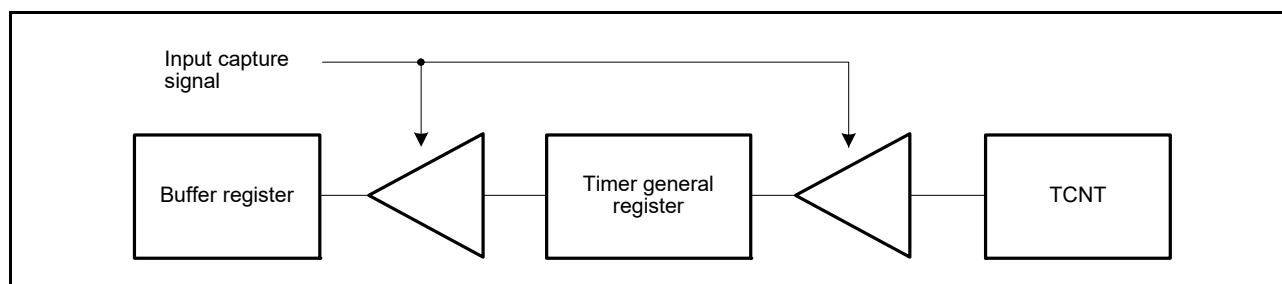 Input capture
signal
Buffer register
Timer general
register
TCNT